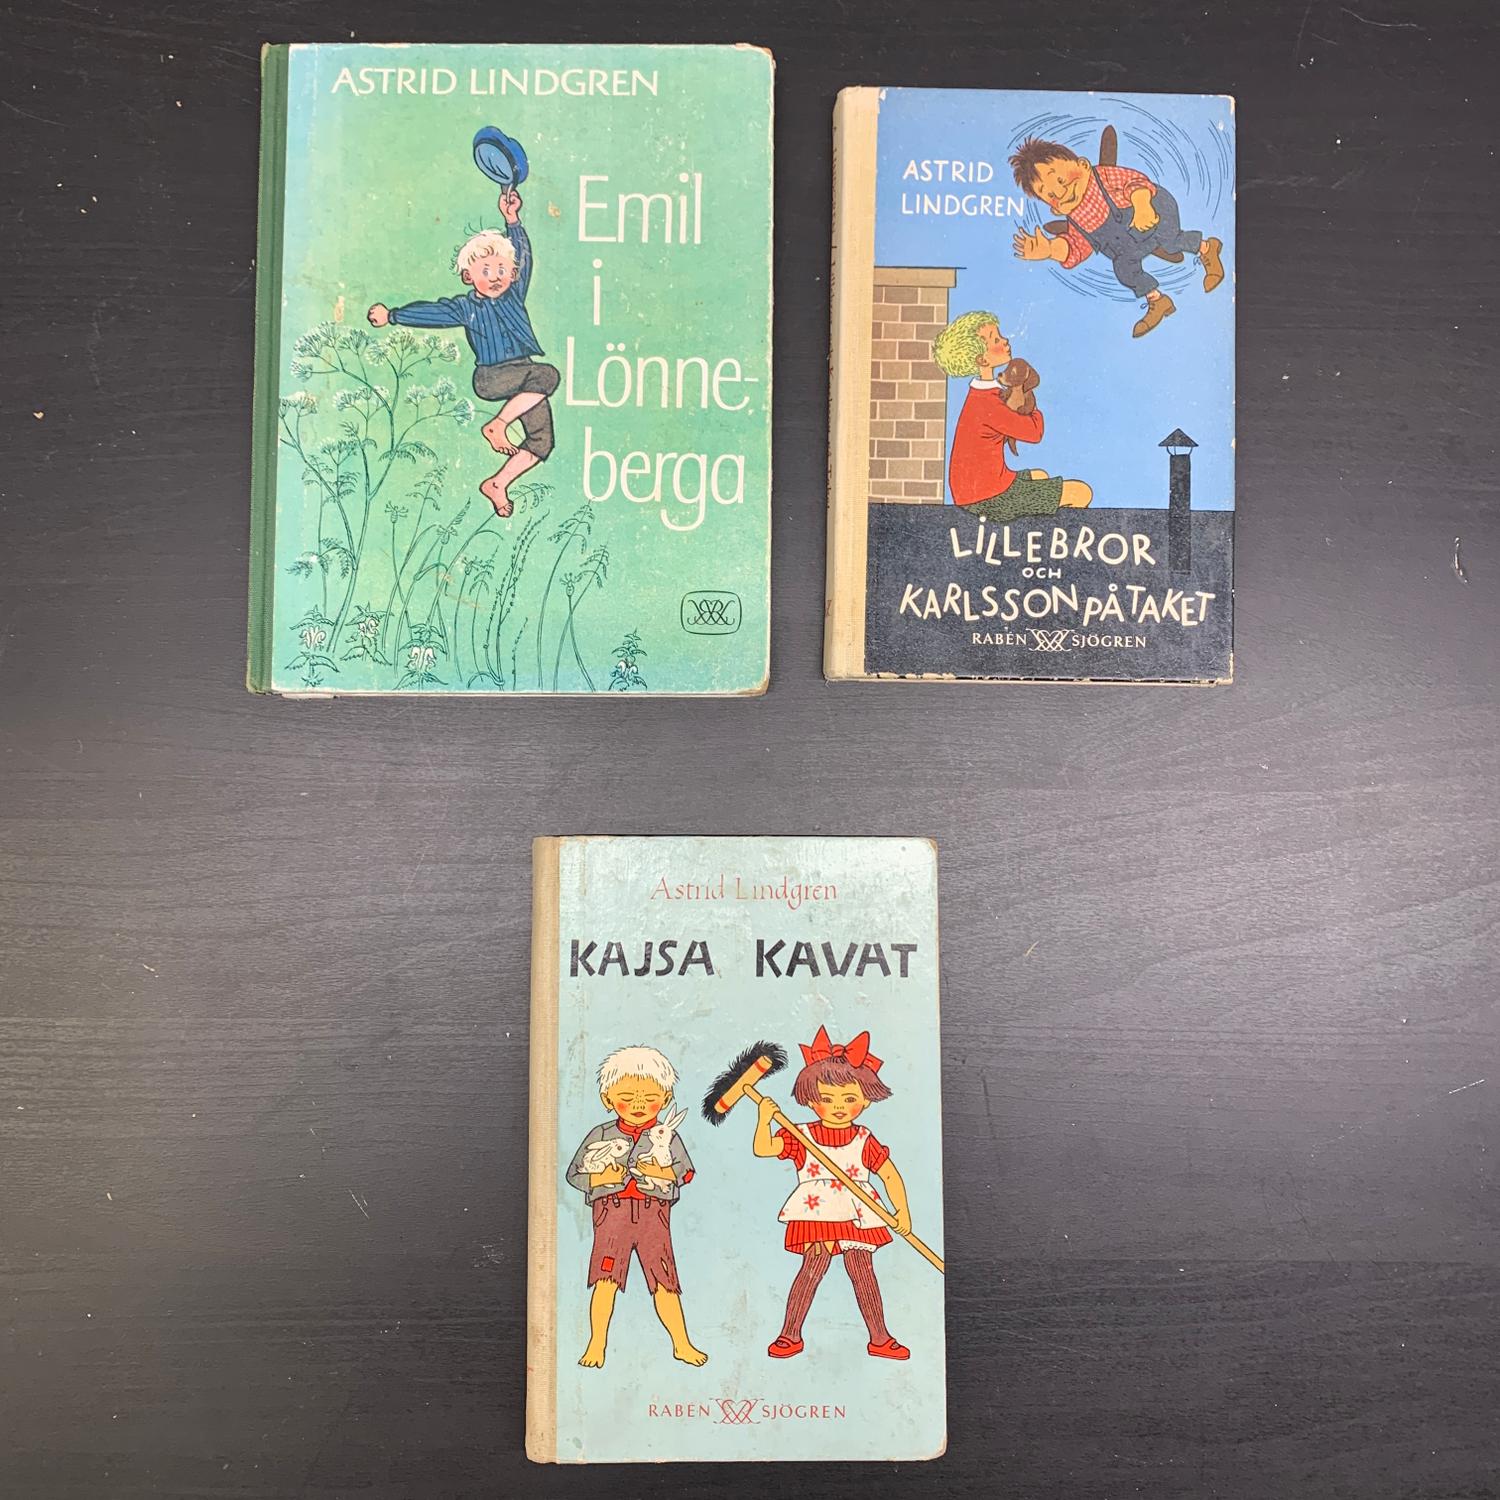 ASTRID LINDGREN
Emil
i
Lönne-
berga
ASTRID
LINDGREN
LILLEBROR
OCH
KARLSSON PÅ TAKET
RABÉN SJÖGREN
Astrid Lindgren
KAJSA KAVAT
RABÉN SJÖGREN